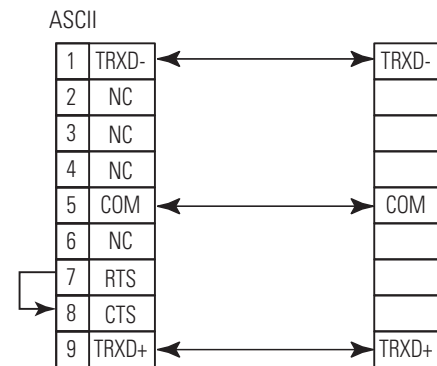 ASCII
1 TRXD- TRXD-
2 NC
3 NC
4 NC
5 COM COM
6 NC
7 RTS
8 CTS
9 TRXD+ TRXD+